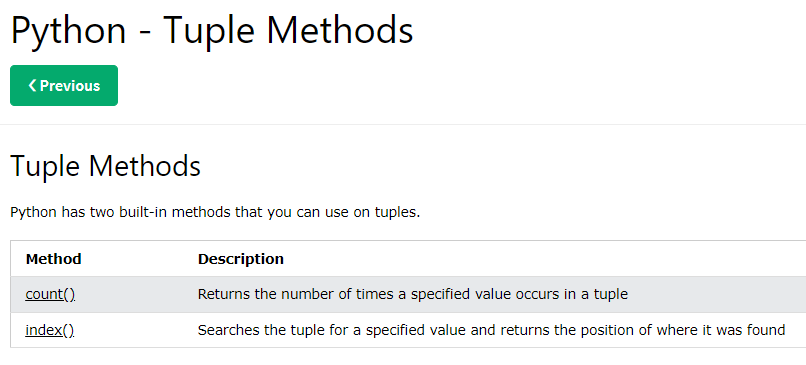 Python - Tuple Methods
❮ Previous
Tuple Methods
Python has two built-in methods that you can use on tuples.
Method Description
count() Returns the number of times a specified value occurs in a tuple
index() Searches the tuple for a specified value and returns the position of where it was found